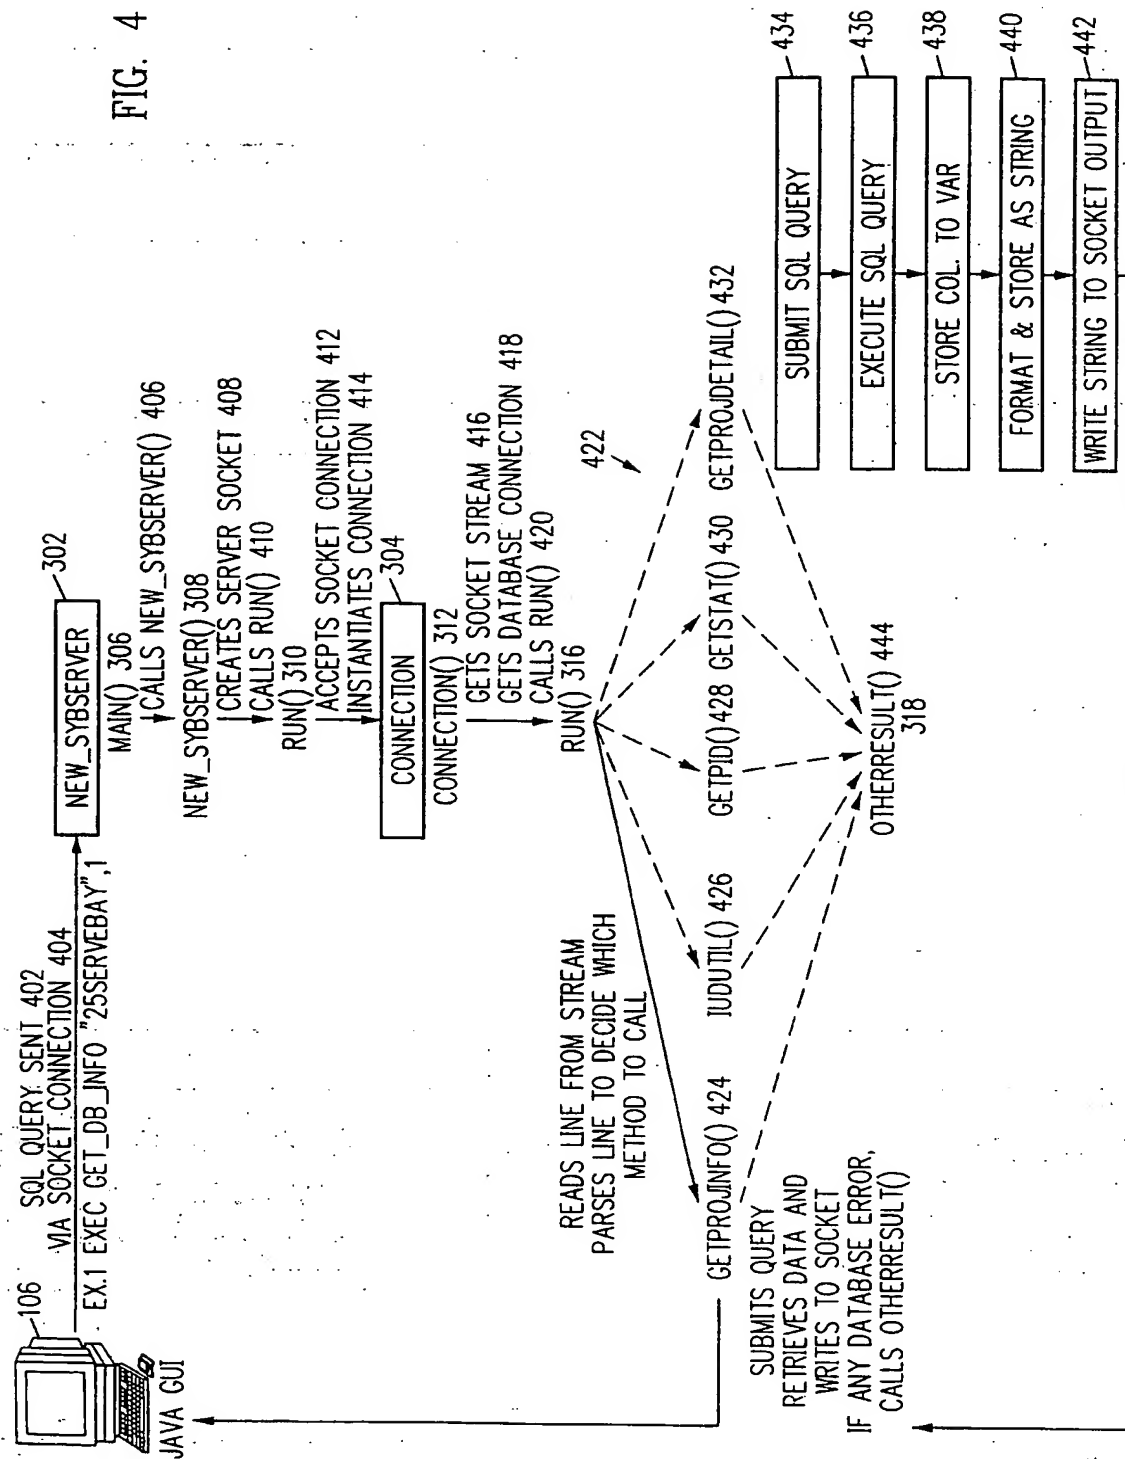 FIG. 4
106
JAVA GUI
SQL QUERY SENT 402
VIA SOCKET CONNECTION 404
EX.1 EXEC GET_DB_INFO "25SERVEBAY",1
302
NEW_SYBSERVER
MAIN() 306
CALLS NEW_SYBSERVER() 406
NEW_SYBSERVER() 308
CREATES SERVER SOCKET 408
CALLS RUN() 410
RUN() 310
ACCEPTS SOCKET CONNECTION 412
INSTANTIATES CONNECTION 414
304
CONNECTION
CONNECTION() 312
GETS SOCKET STREAM 416
GETS DATABASE CONNECTION 418
CALLS RUN() 420
RUN() 316
422
READS LINE FROM STREAM
PARSES LINE TO DECIDE WHICH
METHOD TO CALL
GETPROJINFO() 424
IUDUTIL() 426
GETPID() 428
GETSTAT() 430
GETPROJDETAIL() 432
SUBMITS QUERY
RETRIEVES DATA AND
WRITES TO SOCKET
IF ANY DATABASE ERROR,
CALLS OTHERRESULT()
OTHERRESULT() 444
318
SUBMIT SQL QUERY
434
EXECUTE SQL QUERY
436
STORE COL. TO VAR
438
FORMAT & STORE AS STRING
440
WRITE STRING TO SOCKET OUTPUT
442